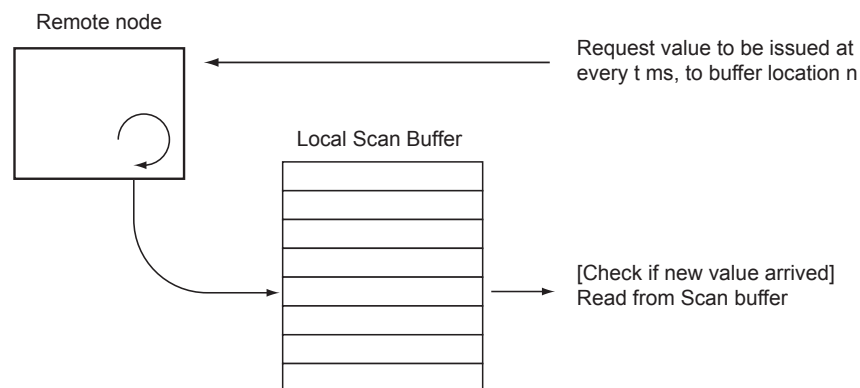 Remote node
Request value to be issued at
every t ms, to buffer location n
Local Scan Buffer
[Check if new value arrived]
Read from Scan buffer